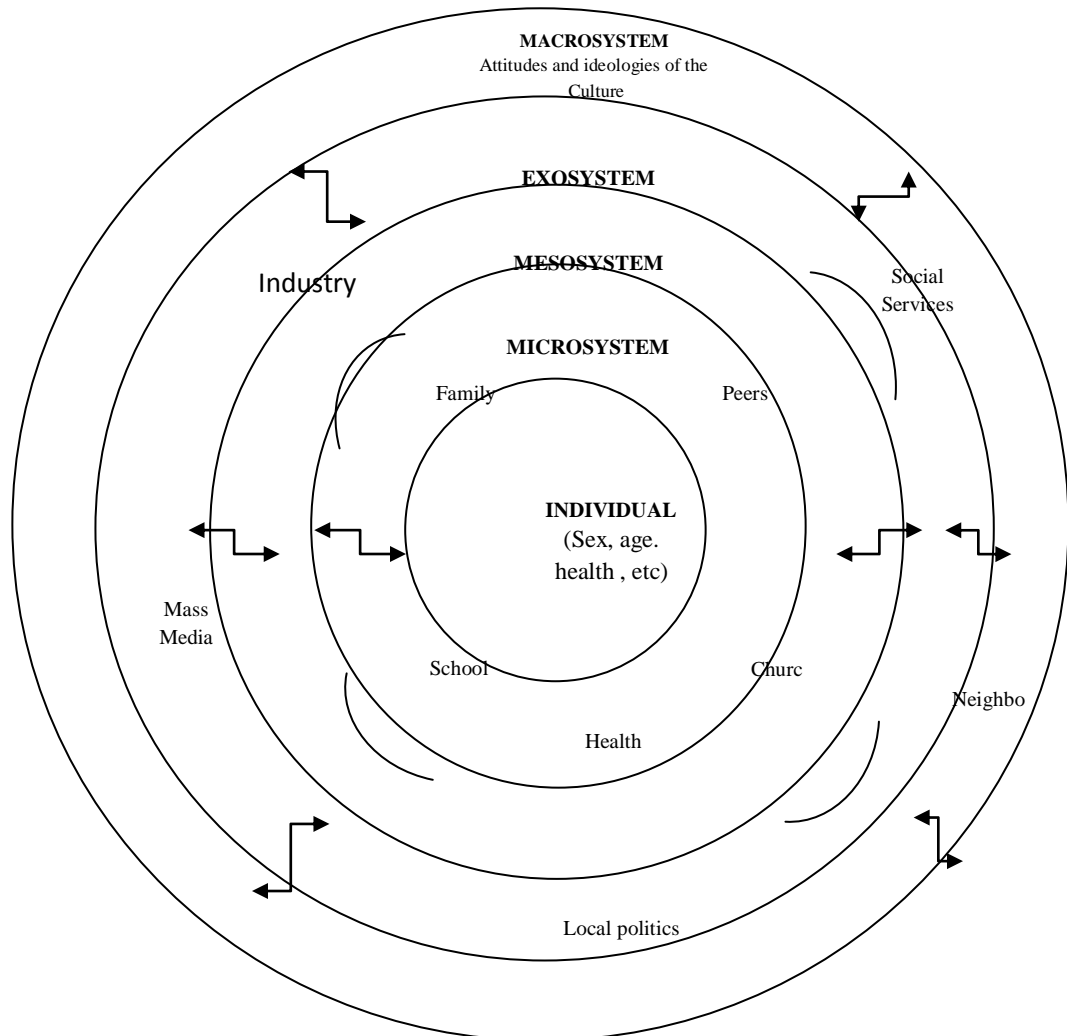 MACROSYSTEM
Attitudes and ideologies of the
Culture
EXOSYSTEM
MESOSYSTEM
Industry
Social
Services
MICROSYSTEM
Family
Peers
INDIVIDUAL
(Sex, age.
health , etc)
Mass
Media
School
Churc
Neighbo
Health
Local politics